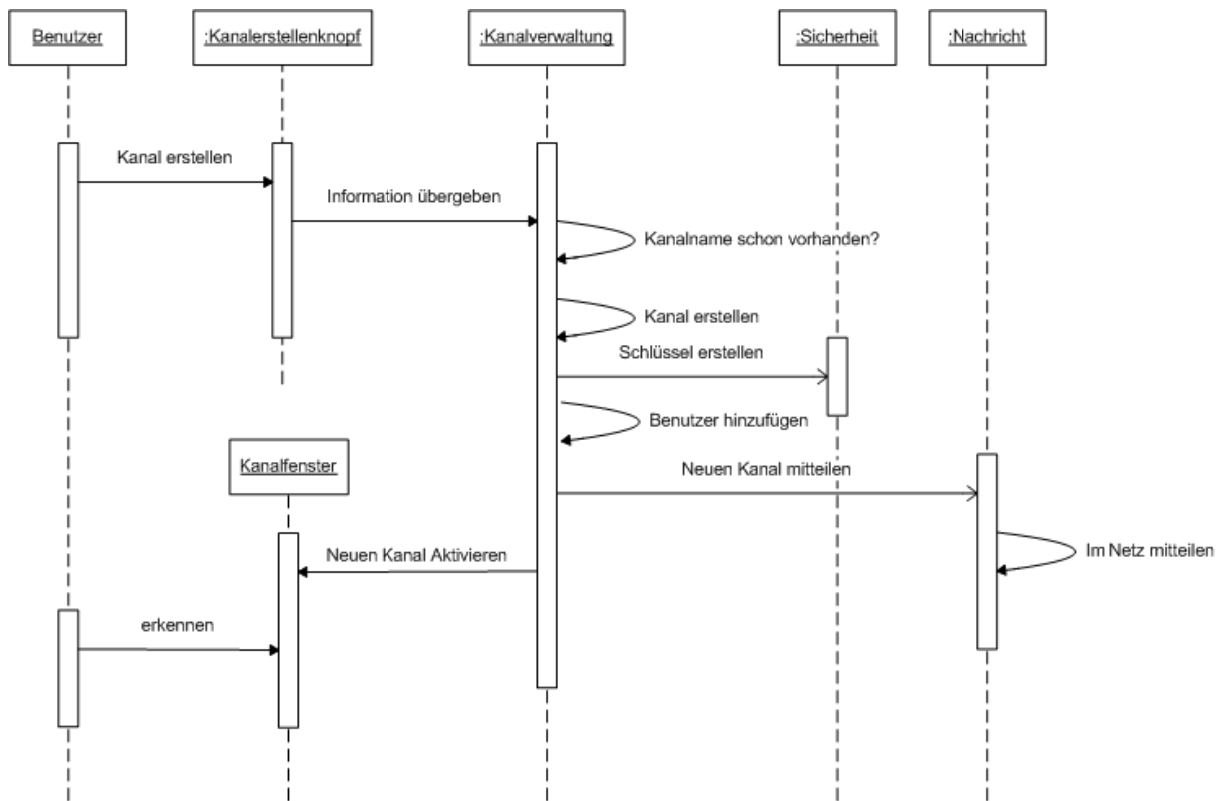 Benutzer
:Kanalerstellenknopf
:Kanalverwaltung
:Sicherheit
:Nachricht
Kanal erstellen
Information übergeben
Kanalname schon vorhanden?
Kanal erstellen
Schlüssel erstellen
Benutzer hinzufügen
Kanalfenster
Neuen Kanal mitteilen
Neuen Kanal Aktivieren
Im Netz mitteilen
erkennen